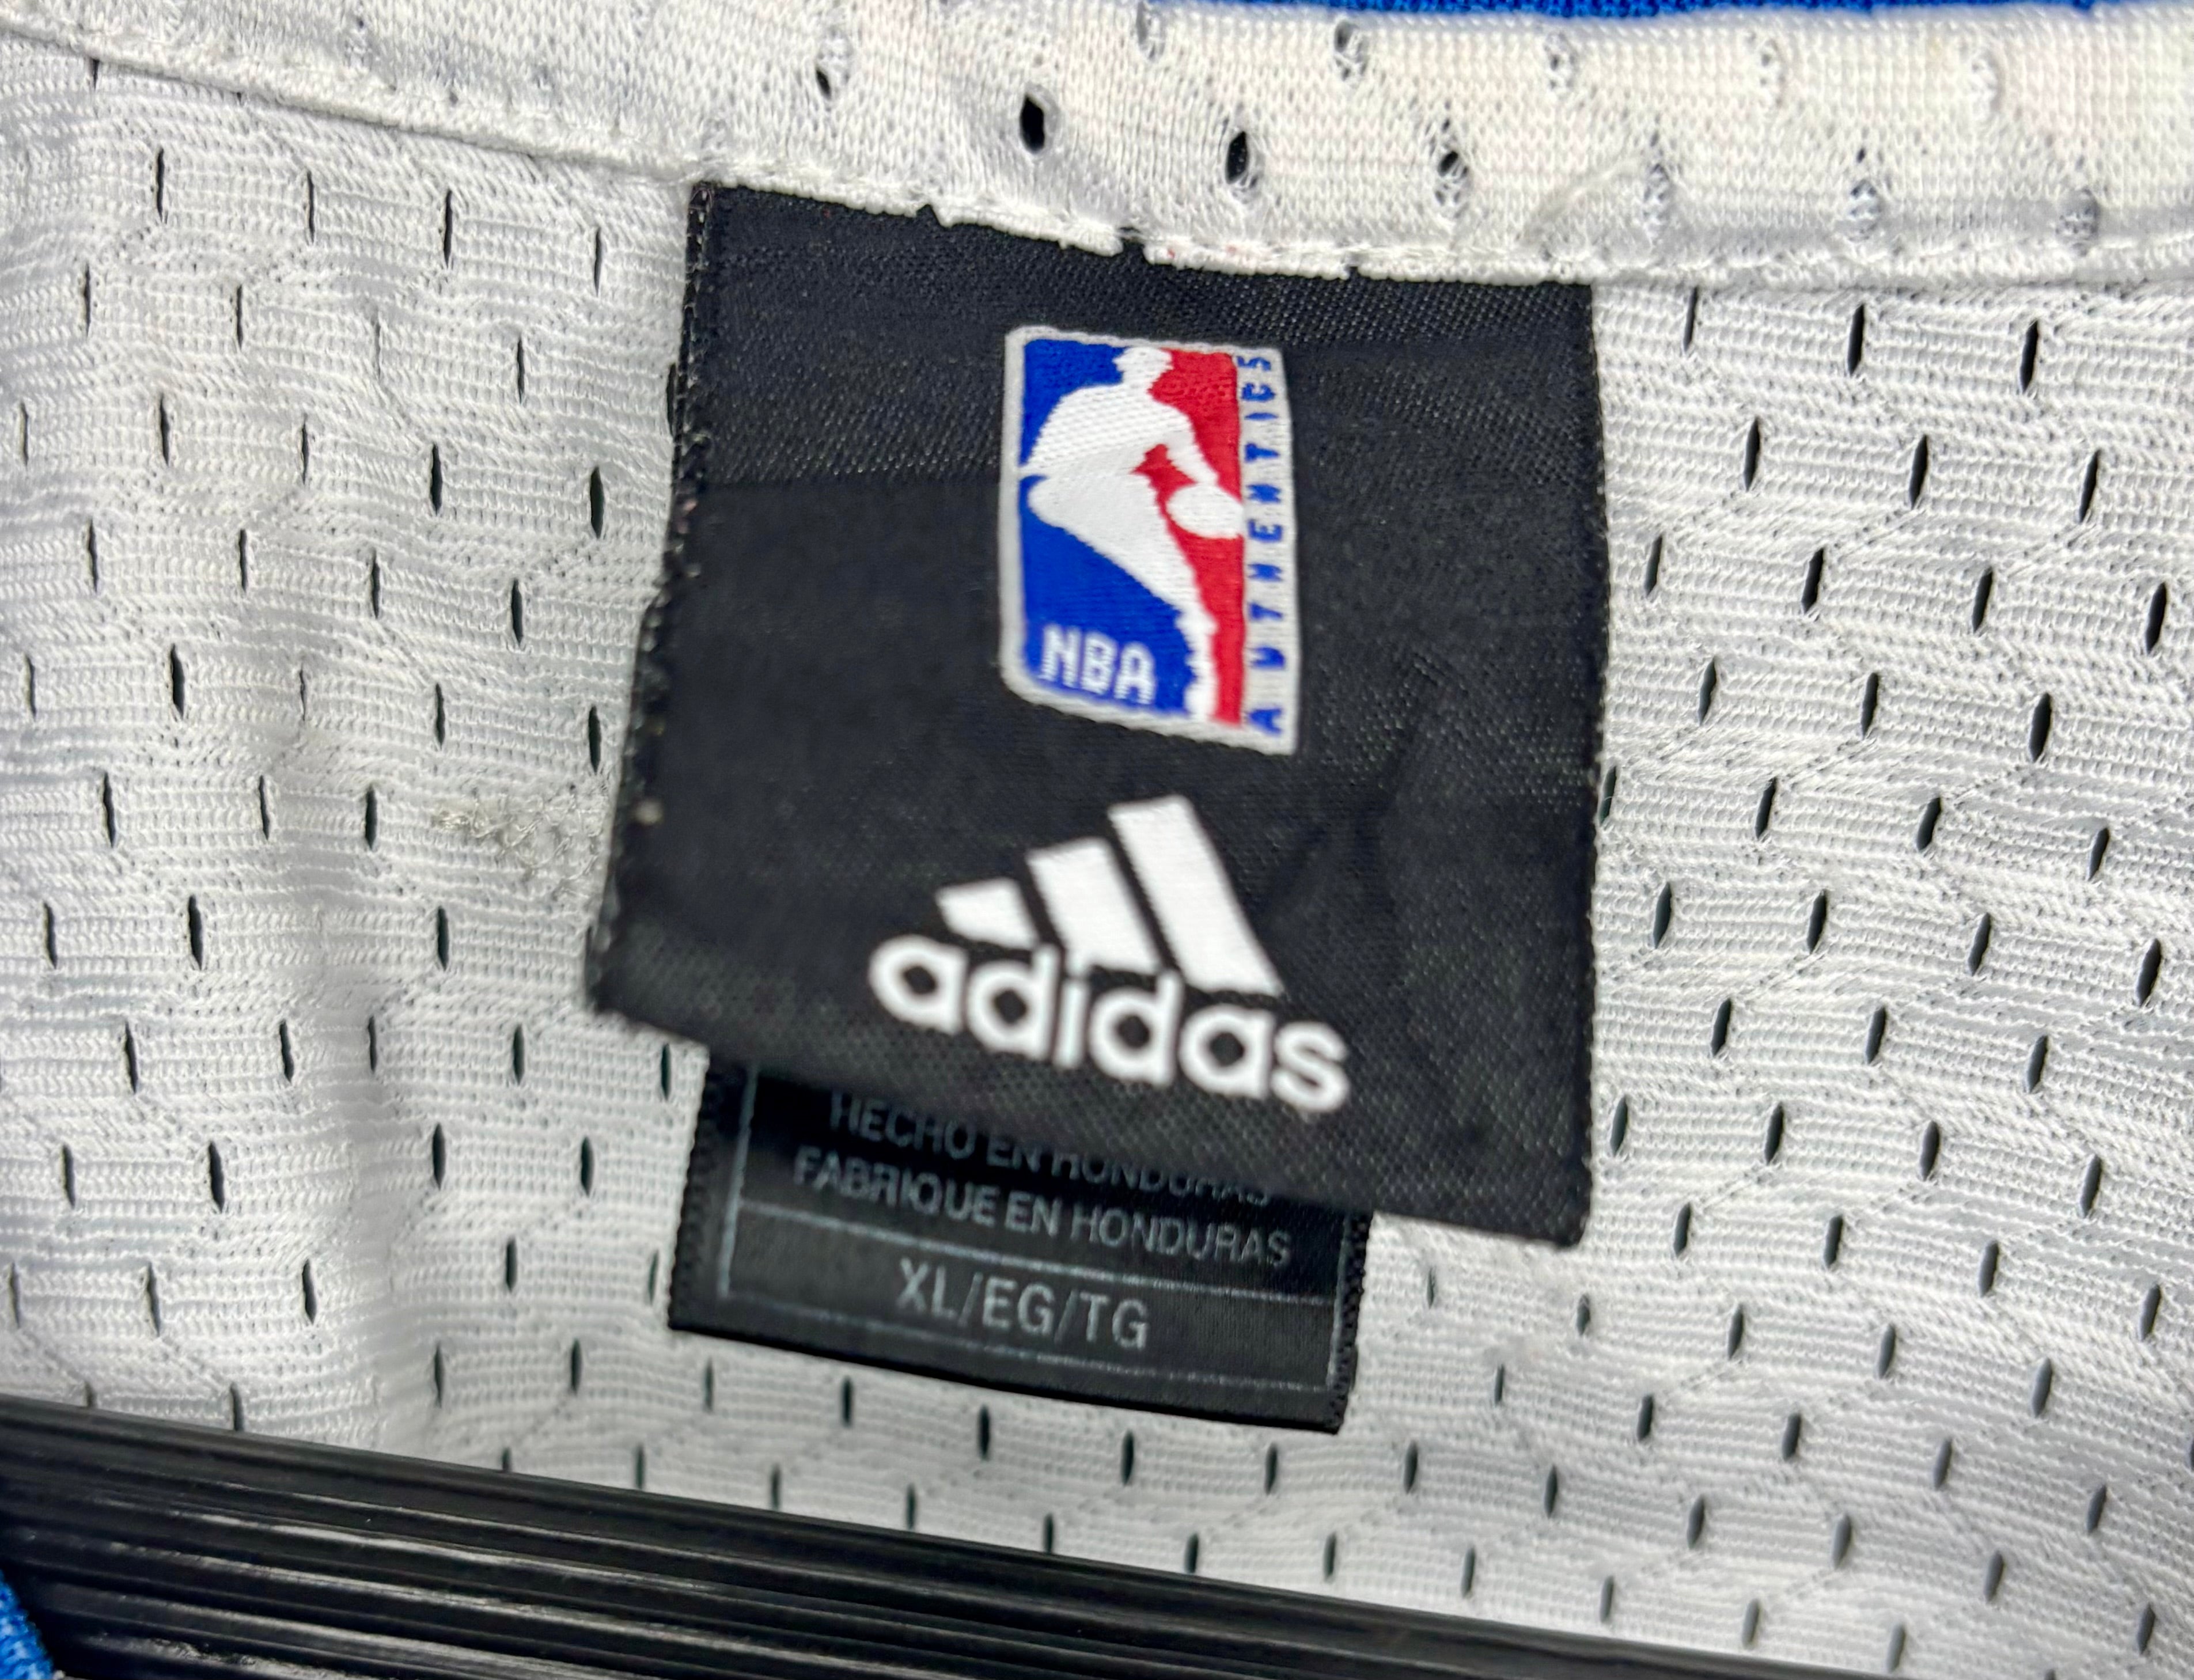 NBA
AUTHENTICS
adidas
HECHO EN HONDURAS
FABRIQUE EN HONDURAS
XL/EG/TG